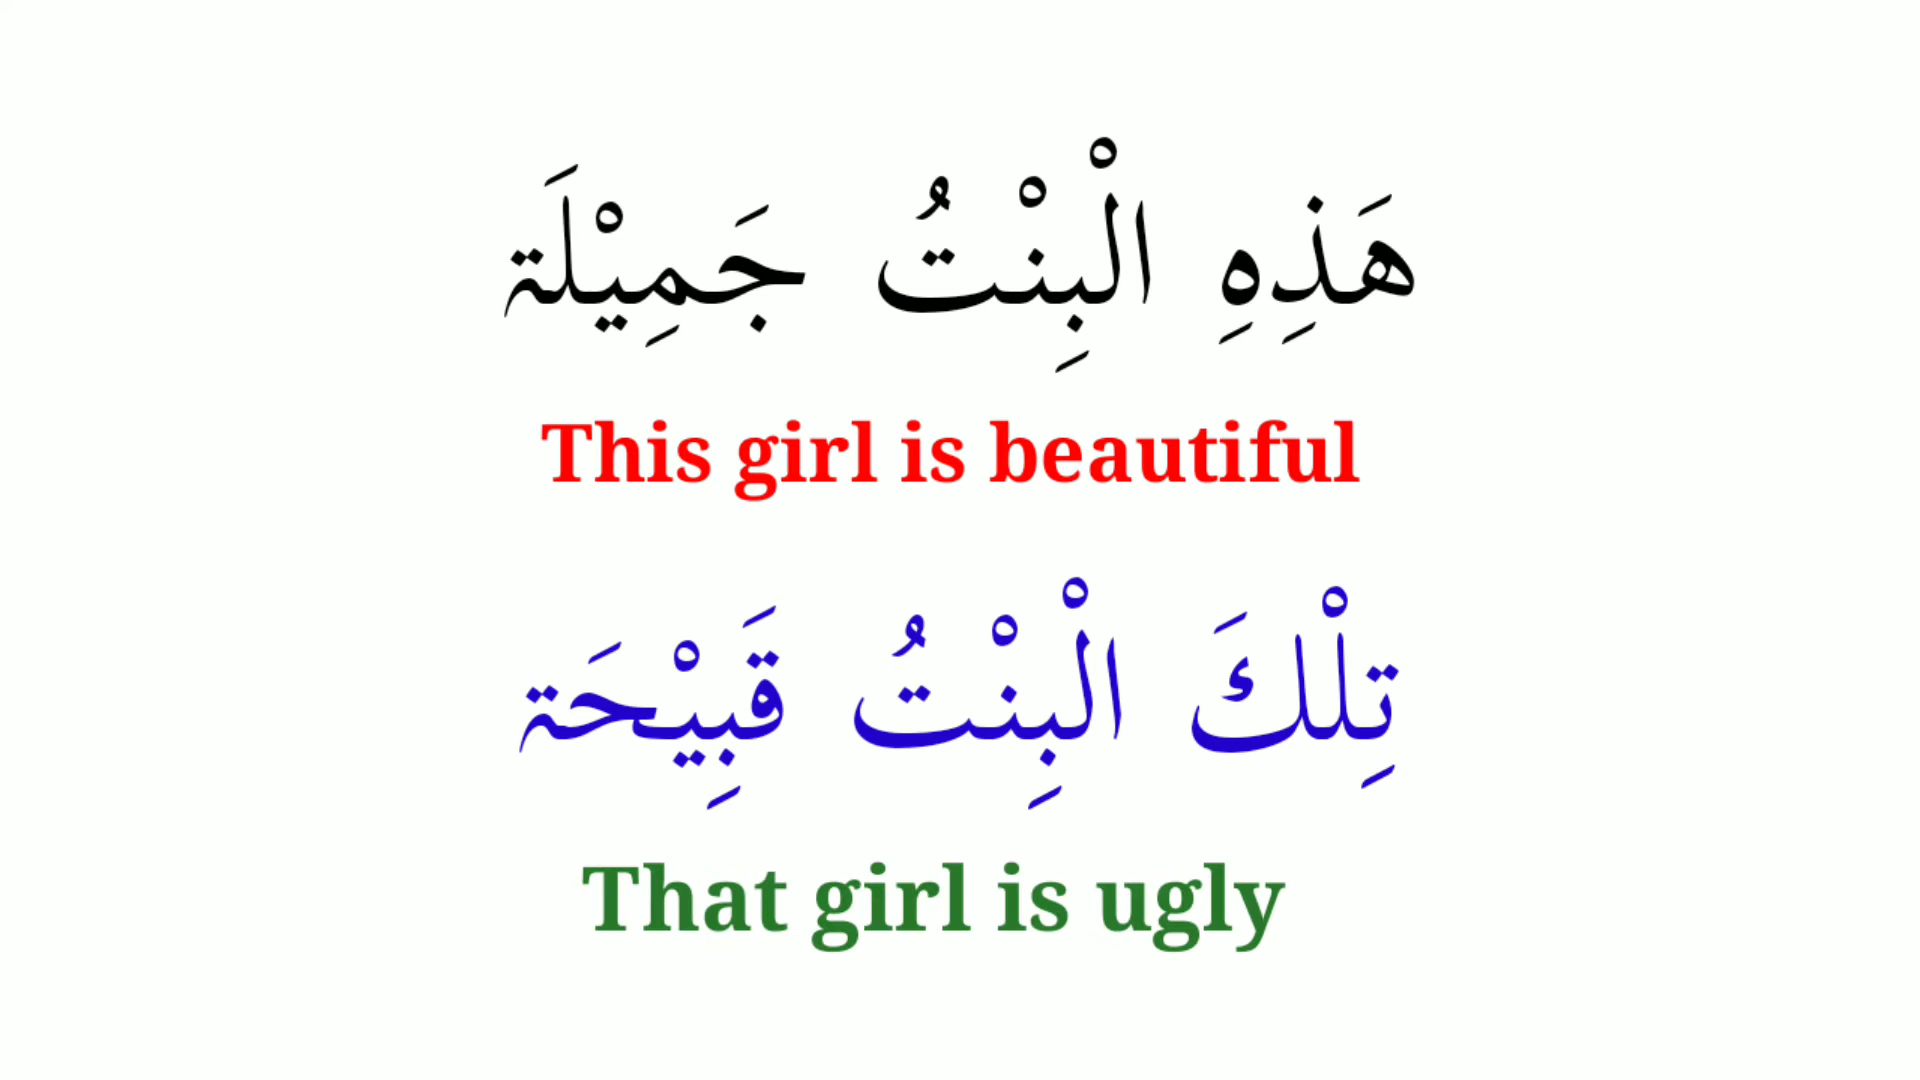 هَذِهِ الْبِنْتُ جَمِيْلَة
This girl is beautiful
تِلْكَ الْبِنْتُ قَبِيْحَة
That girl is ugly